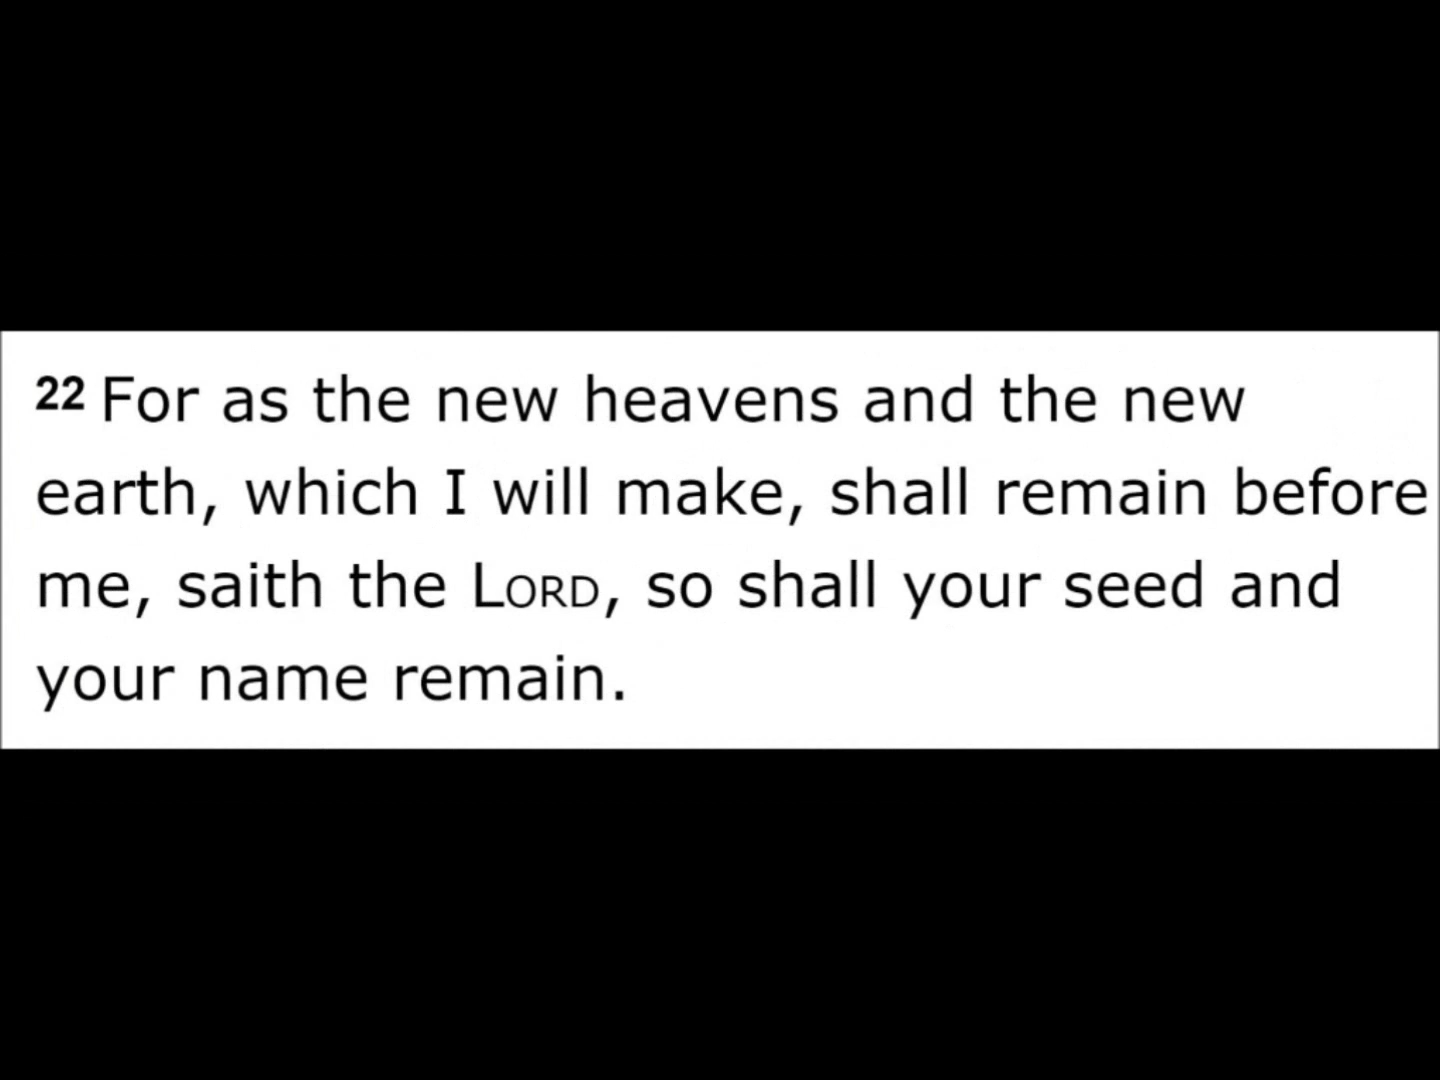 22 For as the new heavens and the new
earth, which I will make, shall remain before
me, saith the LORD, so shall your seed and
your name remain.